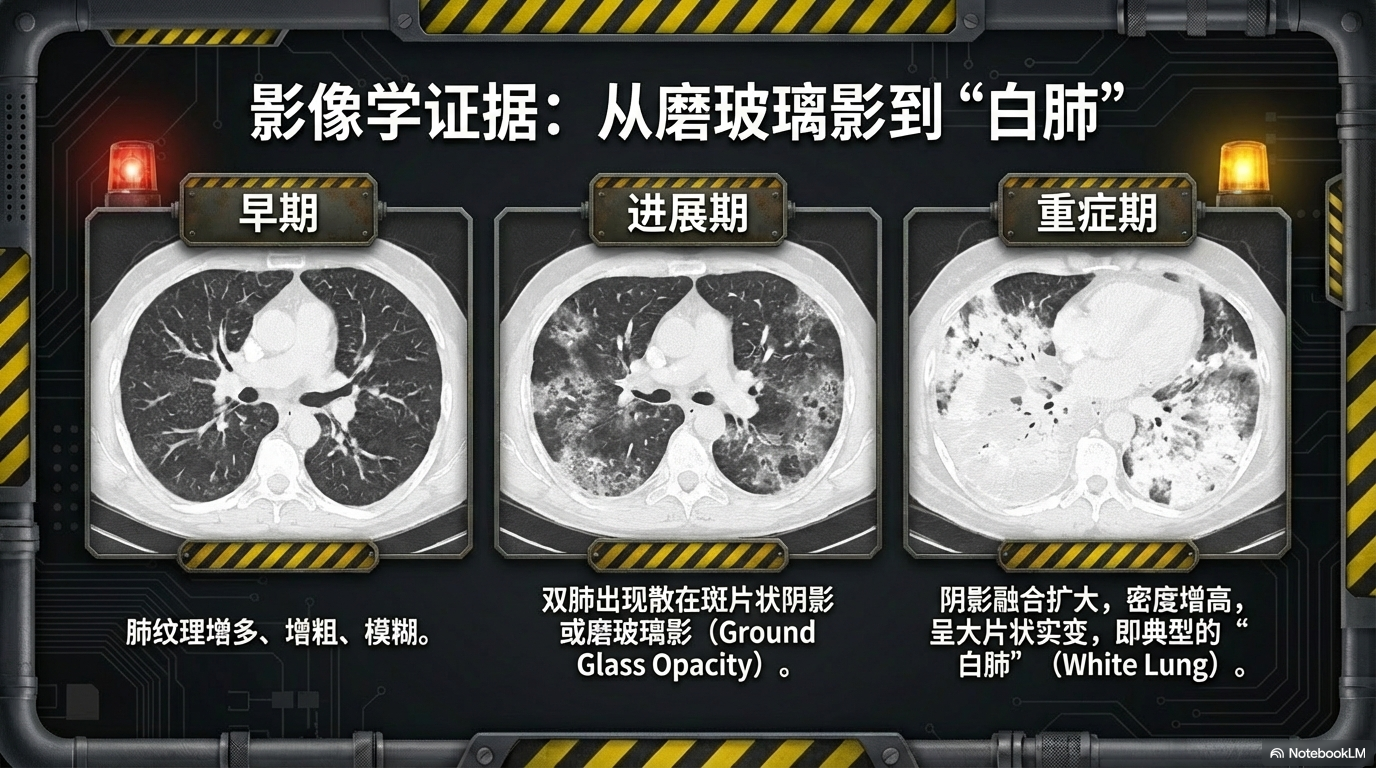 影像学证据：从磨玻璃影到“白肺”
早期
进展期
重症期
肺纹理增多、增粗、模糊。
双肺出现散在斑片状阴影
或磨玻璃影（Ground
Glass Opacity）。
阴影融合扩大，密度增高，
呈大片状实变，即典型的“
白肺”（White Lung）。
NotebookLM